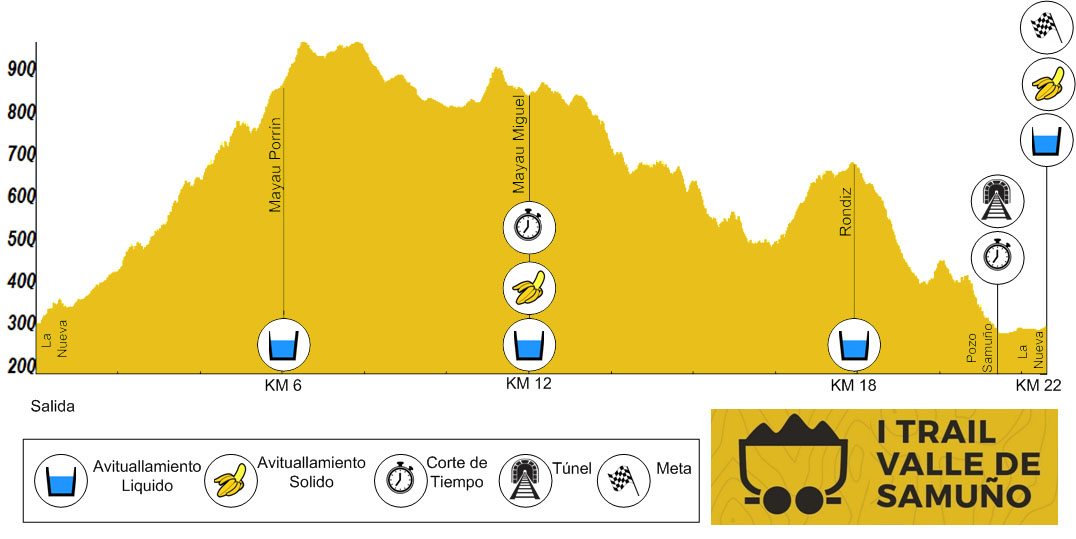 900
800
700
600
500
400
300
200
La
Nueva
Mayau Porrín
Mayau Miguel
Rondiz
Pozo
Samuño
La
Nueva
KM 6
KM 12
KM 18
KM 22
Salida
Avituallamiento
Liquido
Avituallamiento
Solido
Corte de
Tiempo
Túnel
Meta
I TRAIL
VALLE DE
SAMUÑO